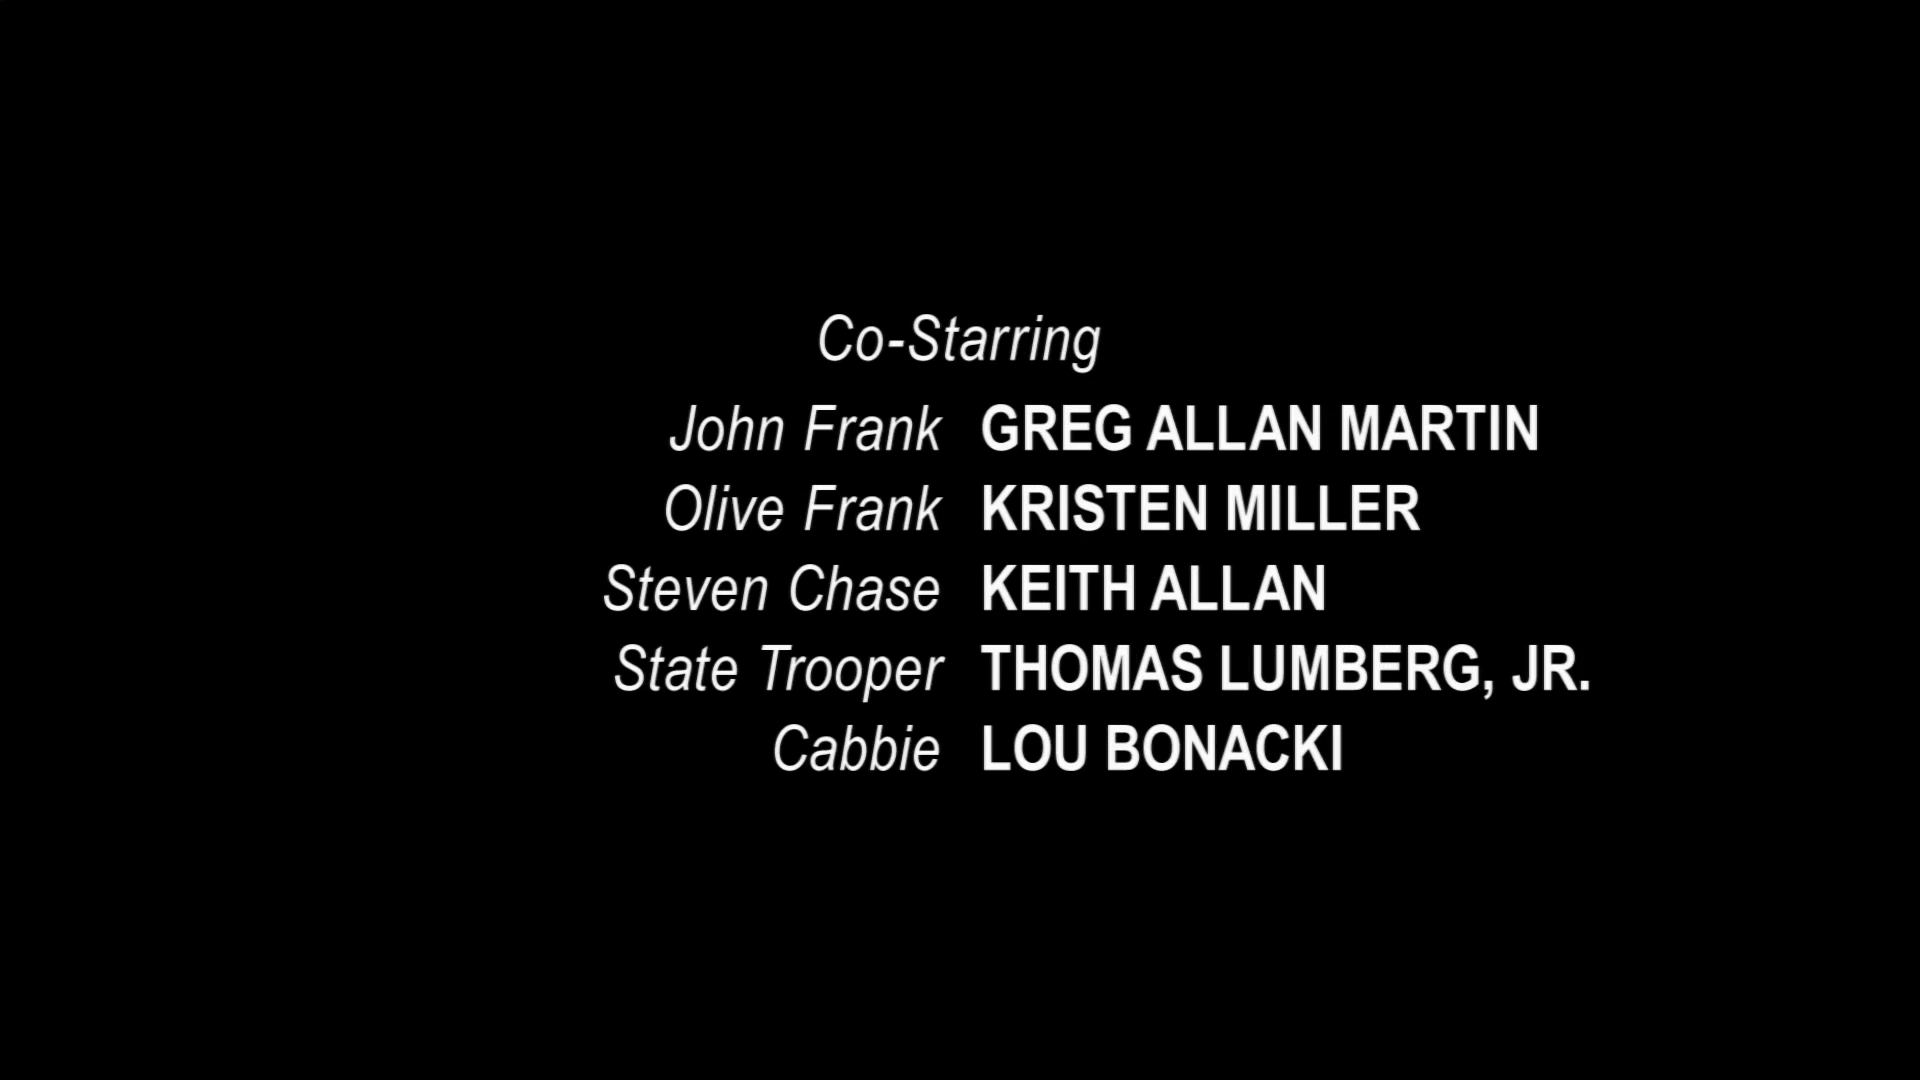 Co-Starring
John Frank GREG ALLAN MARTIN
Olive Frank KRISTEN MILLER
Steven Chase KEITH ALLAN
State Trooper THOMAS LUMBERG, JR.
Cabbie LOU BONACKI